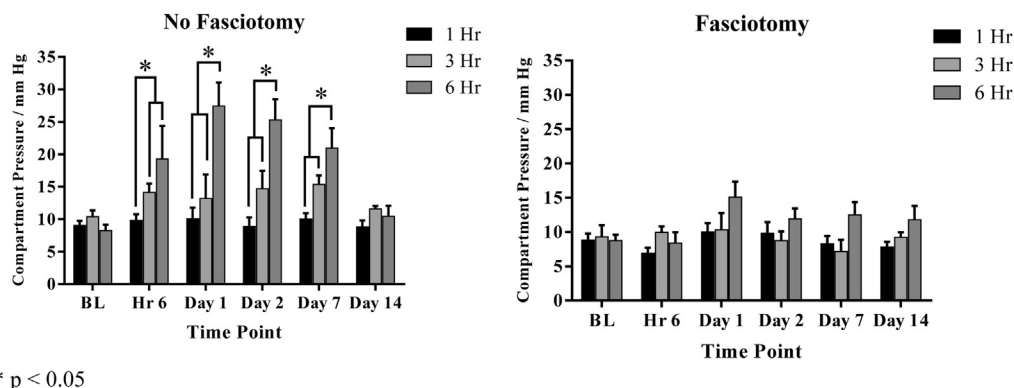 No Fasciotomy
1 Hr
3 Hr
6 Hr
Compartment Pressure / mm Hg
35
30
25
20
15
10
5
0
*
*
*
*
BL Hr 6 Day 1 Day 2 Day 7 Day 14
Time Point
Fasciotomy
1 Hr
3 Hr
6 Hr
Compartment Pressure / mm Hg
35
30
25
20
15
10
5
0
BL Hr 6 Day 1 Day 2 Day 7 Day 14
Time Point
* p < 0.05